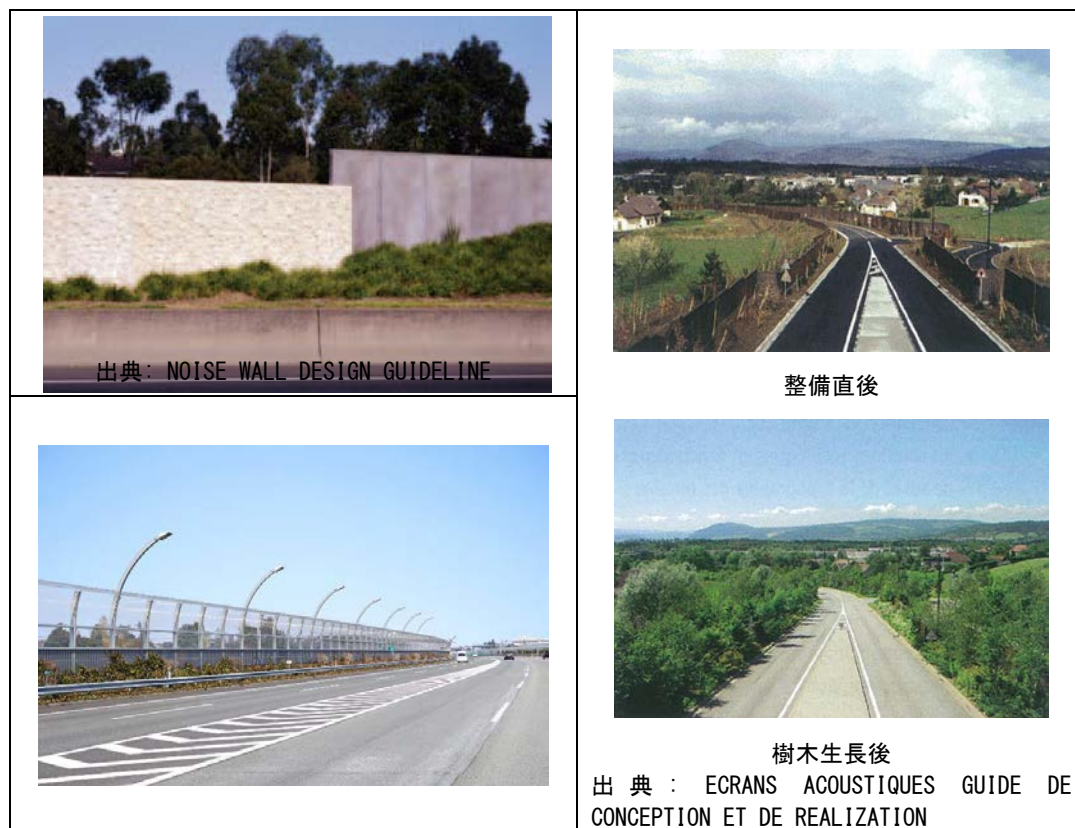 出典: NOISE WALL DESIGN GUIDELINE
整備直後
樹木生長後
出典: ECRANS ACOUSTIQUES GUIDE DE
CONCEPTION ET DE REALIZATION